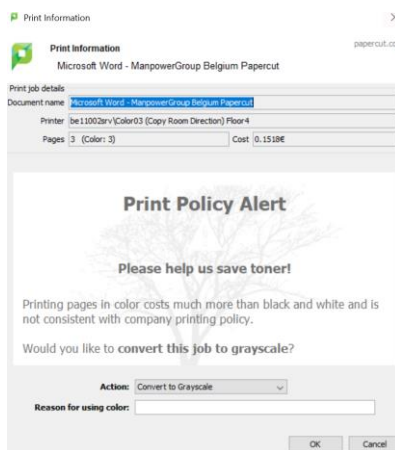 Print Information
Print Information
papercut.co
Microsoft Word - ManpowerGroup Belgium Papercut
Print job details
Document name Microsoft Word - ManpowerGroup Belgium Papercut
Printer be11002srv\Color03 (Copy Room Direction) Floor4
Pages 3 (Color: 3) Cost 0.1518€
Print Policy Alert
Please help us save toner!
Printing pages in color costs much more than black and white and is
not consistent with company printing policy.
Would you like to convert this job to grayscale?
Action: Convert to Grayscale
Reason for using color:
OK Cancel